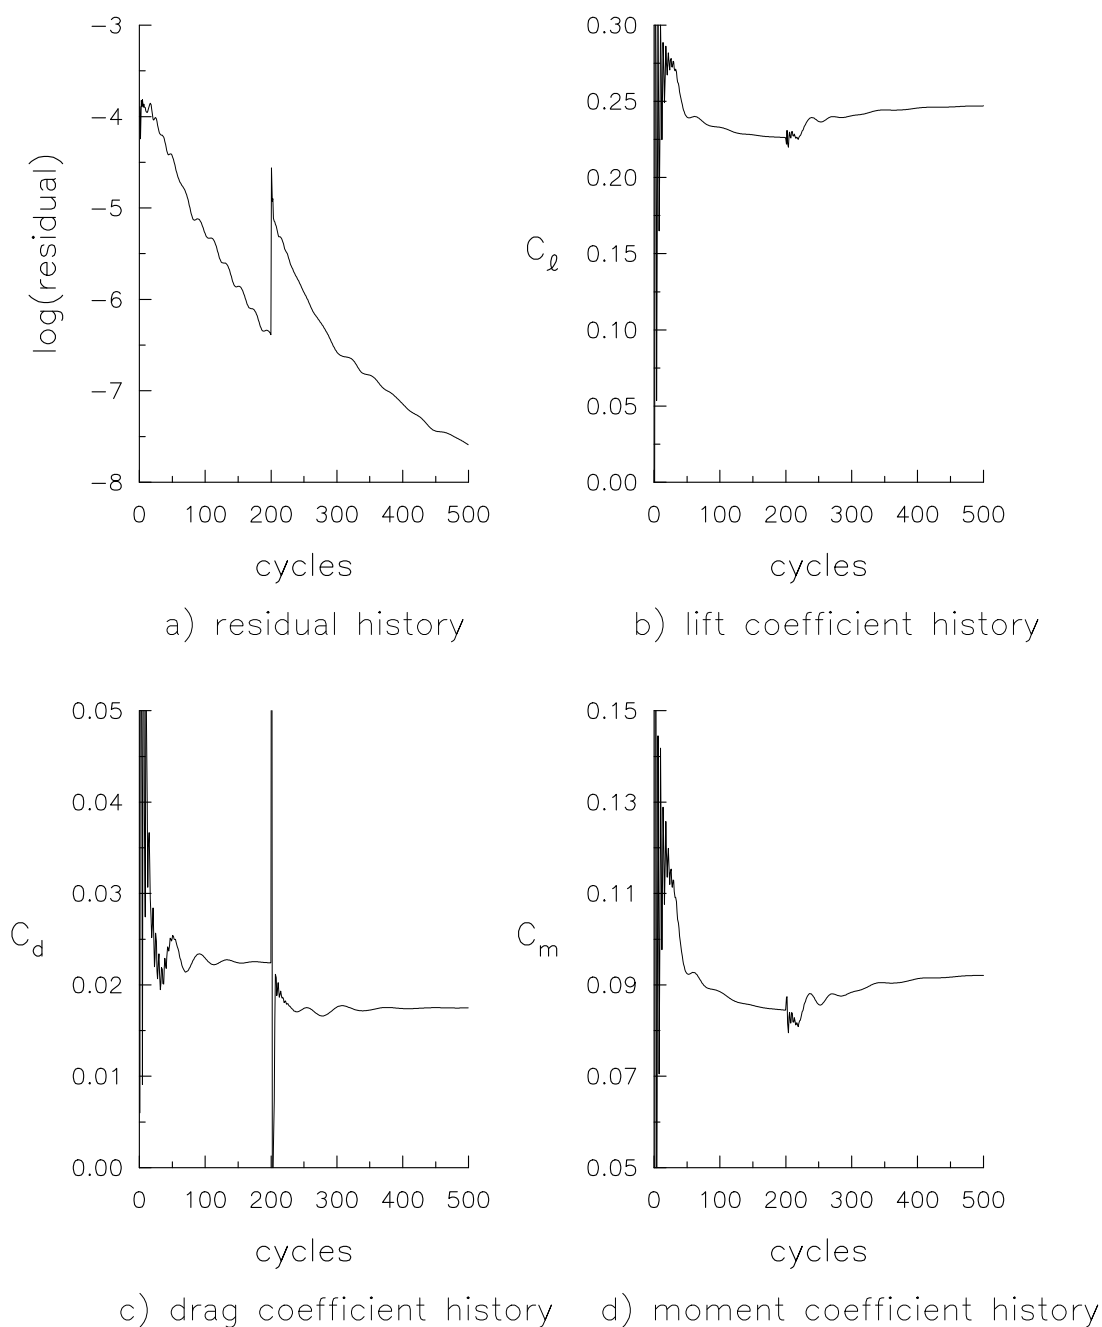 −3
−4
−5
−6
−7
−8
log(residual)
0 100 200 300 400 500
cycles
a) residual history
0.30
0.25
0.20
0.15
0.10
0.05
0.00
Cℓ
0 100 200 300 400 500
cycles
b) lift coefficient history
0.05
0.04
0.03
0.02
0.01
0.00
Cd
0 100 200 300 400 500
cycles
c) drag coefficient history
0.15
0.13
0.11
0.09
0.07
0.05
Cm
0 100 200 300 400 500
cycles
d) moment coefficient history